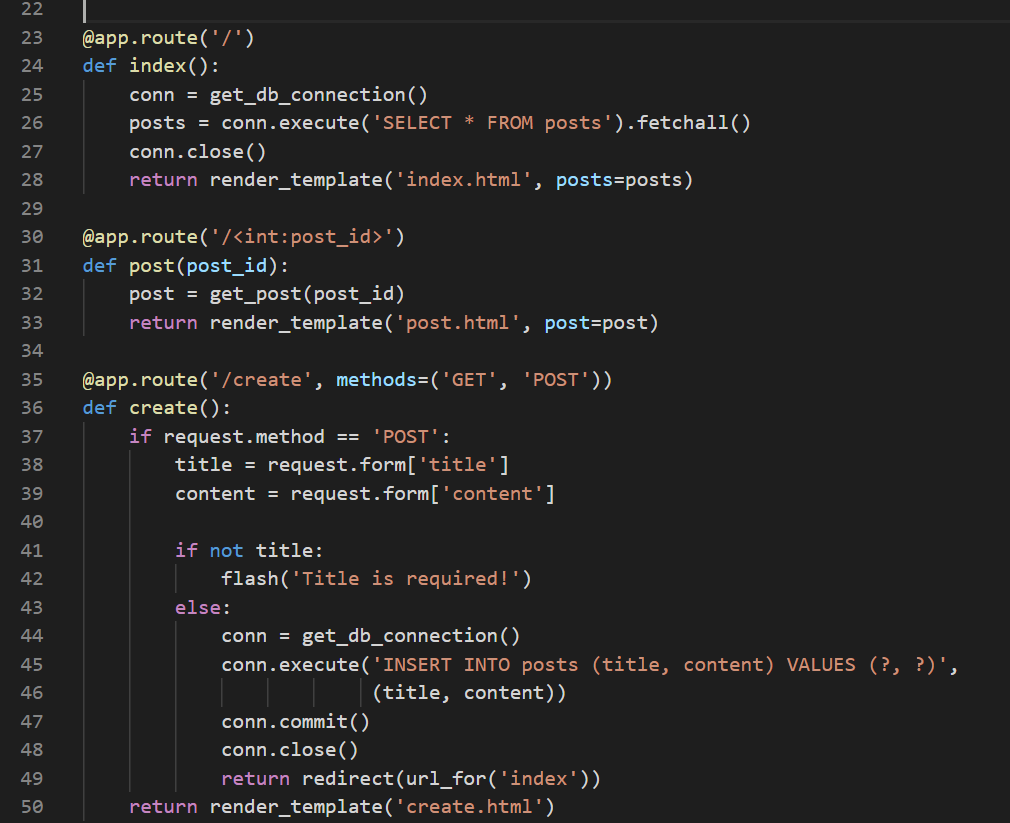 22
23 @app.route('/')
24 def index():
25     conn = get_db_connection()
26     posts = conn.execute('SELECT * FROM posts').fetchall()
27     conn.close()
28     return render_template('index.html', posts=posts)
29
30 @app.route('/<int:post_id>')
31 def post(post_id):
32     post = get_post(post_id)
33     return render_template('post.html', post=post)
34
35 @app.route('/create', methods=('GET', 'POST'))
36 def create():
37     if request.method == 'POST':
38         title = request.form['title']
39         content = request.form['content']
40
41         if not title:
42             flash('Title is required!')
43         else:
44             conn = get_db_connection()
45             conn.execute('INSERT INTO posts (title, content) VALUES (?, ?)',
46                          (title, content))
47             conn.commit()
48             conn.close()
49             return redirect(url_for('index'))
50     return render_template('create.html')